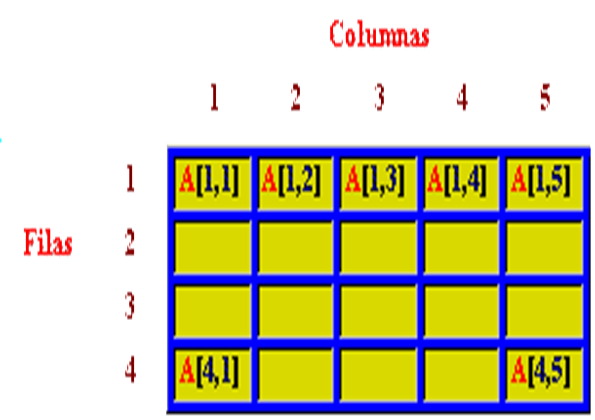 Columnas
1 2 3 4 5
1 A[1,1] A[1,2] A[1,3] A[1,4] A[1,5]
Filas 2
3
4 A[4,1] A[4,5]